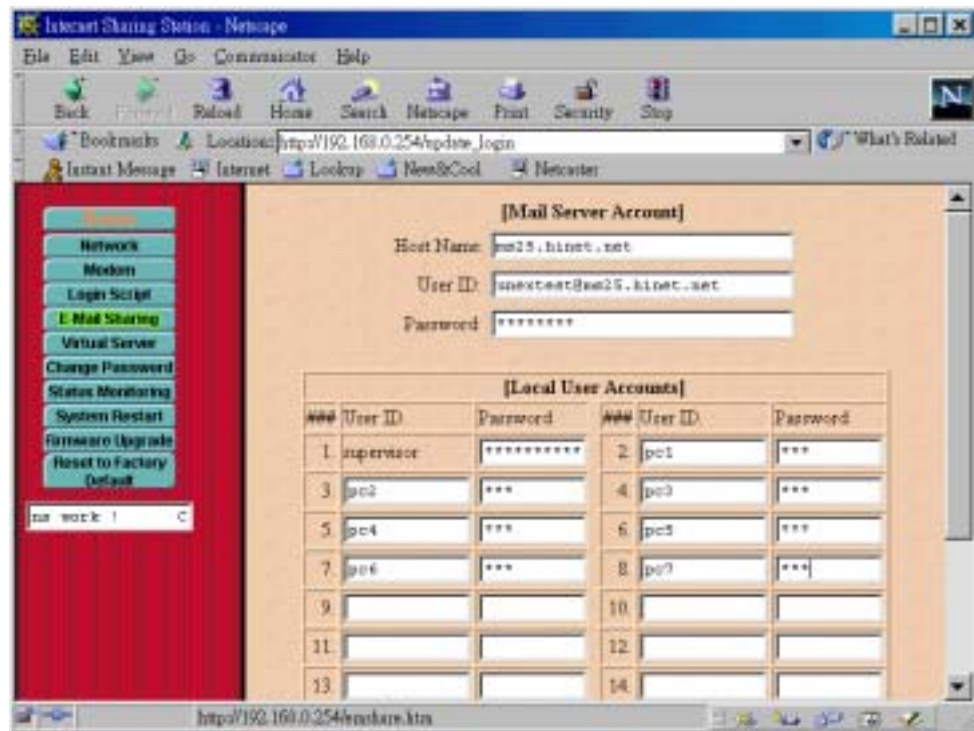 Internet Sharing Station - Netscape
File Edit View Go Communicator Help
Back Forward Reload Home Search Netscape Print Security Stop
Bookmarks Location: http://192.168.0.254/update_login What's Related
Instant Message Internet Lookup New&Cool Netcaster
Network
Modem
Login Script
E-Mail Sharing
Virtual Server
Change Password
Status Monitoring
System Restart
Firmware Upgrade
Reset to Factory
Default
ns work ! C
[Mail Server Account]
Host Name: ms25.hinet.net
User ID: unextest@ms25.hinet.net
Password: ********
[Local User Accounts]
### User ID Password ### User ID Password
1. supervisor ********** 2. pc1 ***
3. pc2 *** 4. pc3 ***
5. pc4 *** 6. pc5 ***
7. pc6 *** 8. pc7 ***
9. 10.
11. 12.
13. 14.
http://192.168.0.254/emshare.htm